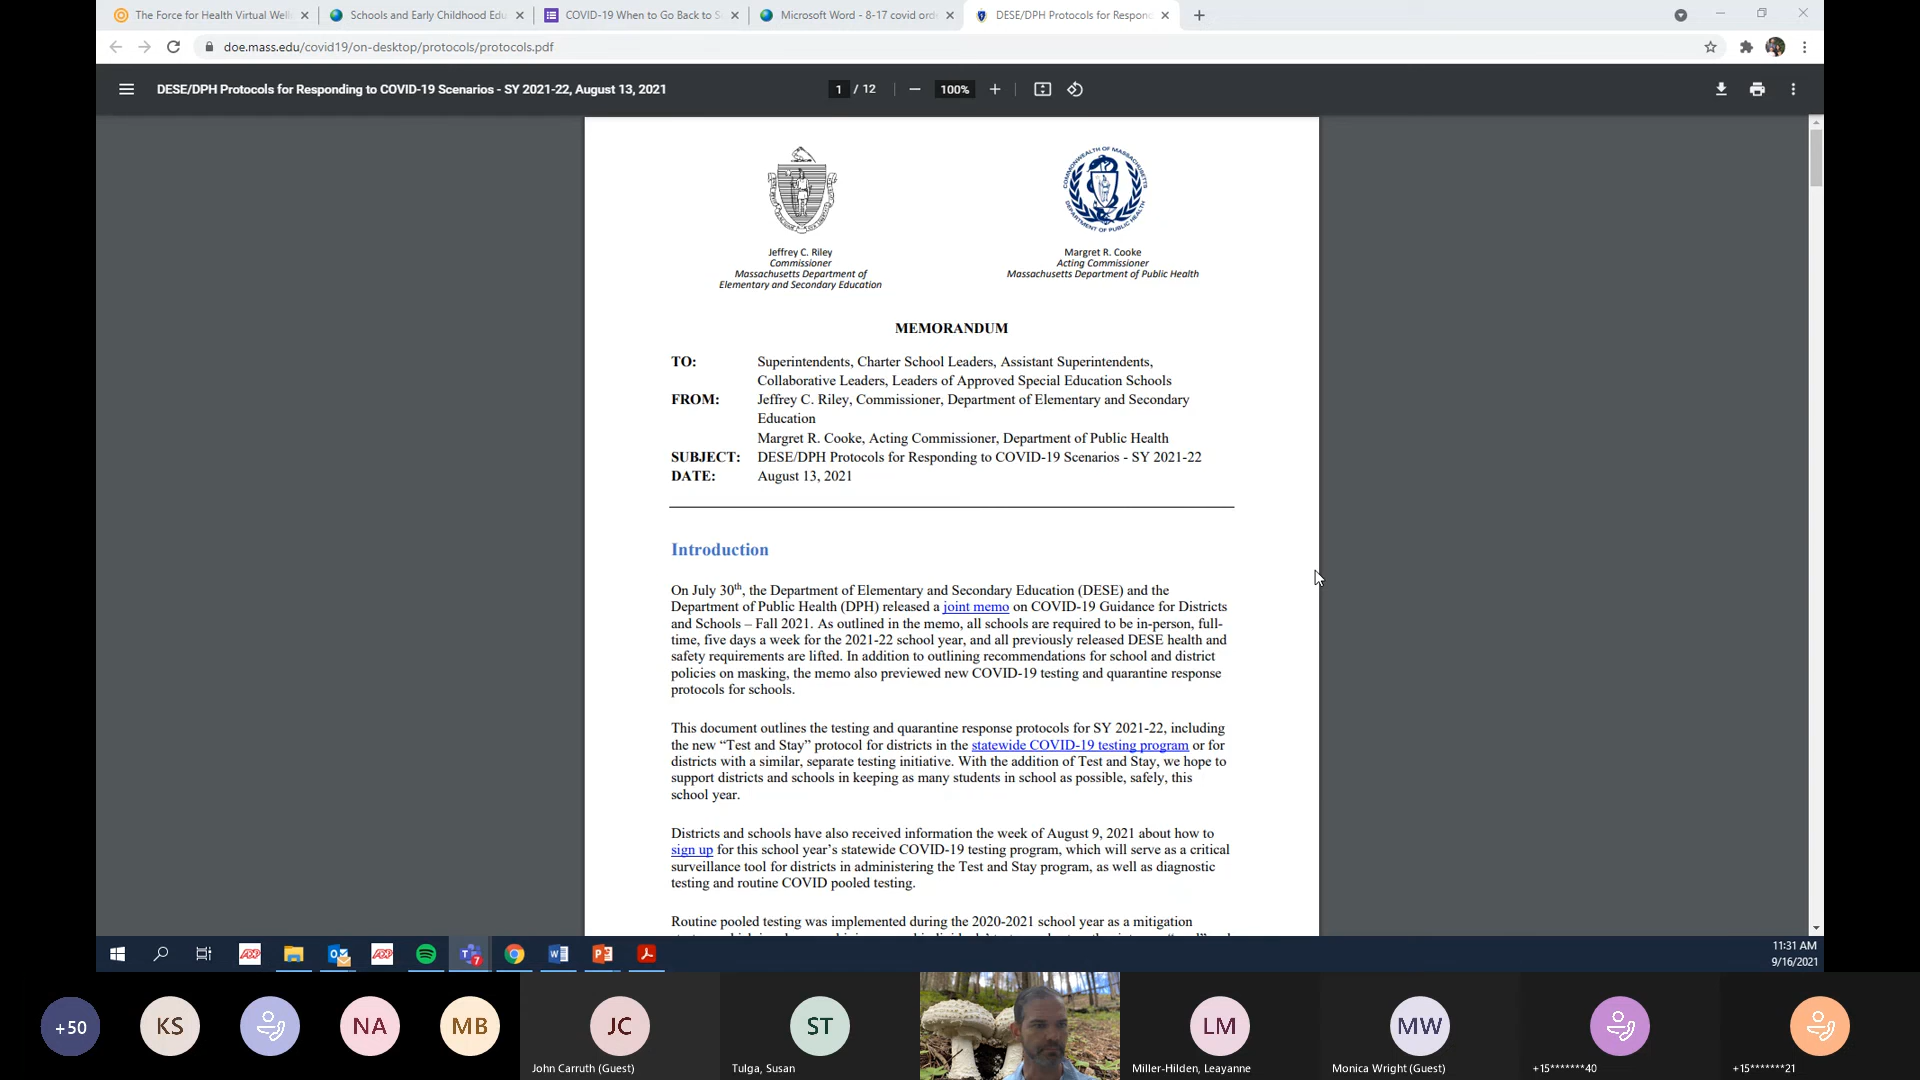 The Force for Health Virtual Well
Schools and Early Childhood Edu
COVID-19 When to Go Back to S
Microsoft Word - 8-17 covid ord
DESE/DPH Protocols for Respon
doe.mass.edu/covid19/on-desktop/protocols/protocols.pdf
DESE/DPH Protocols for Responding to COVID-19 Scenarios - SY 2021-22, August 13, 2021
1 / 12
100%
COMMONWEALTH OF MASSACHUSETTS
DEPARTMENT OF PUBLIC HEALTH
Jeffrey C. Riley
Commissioner
Massachusetts Department of
Elementary and Secondary Education
Margret R. Cooke
Acting Commissioner
Massachusetts Department of Public Health
MEMORANDUM
TO: Superintendents, Charter School Leaders, Assistant Superintendents,
Collaborative Leaders, Leaders of Approved Special Education Schools
FROM: Jeffrey C. Riley, Commissioner, Department of Elementary and Secondary
Education
Margret R. Cooke, Acting Commissioner, Department of Public Health
SUBJECT: DESE/DPH Protocols for Responding to COVID-19 Scenarios - SY 2021-22
DATE: August 13, 2021
Introduction
On July 30th, the Department of Elementary and Secondary Education (DESE) and the
Department of Public Health (DPH) released a joint memo on COVID-19 Guidance for Districts
and Schools – Fall 2021. As outlined in the memo, all schools are required to be in-person, full-
time, five days a week for the 2021-22 school year, and all previously released DESE health and
safety requirements are lifted. In addition to outlining recommendations for school and district
policies on masking, the memo also previewed new COVID-19 testing and quarantine response
protocols for schools.
This document outlines the testing and quarantine response protocols for SY 2021-22, including
the new “Test and Stay” protocol for districts in the statewide COVID-19 testing program or for
districts with a similar, separate testing initiative. With the addition of Test and Stay, we hope to
support districts and schools in keeping as many students in school as possible, safely, this
school year.
Districts and schools have also received information the week of August 9, 2021 about how to
sign up for this school year’s statewide COVID-19 testing program, which will serve as a critical
surveillance tool for districts in administering the Test and Stay program, as well as diagnostic
testing and routine COVID pooled testing.
Routine pooled testing was implemented during the 2020-2021 school year as a mitigation
ADP
ADP
7
11:31 AM
9/16/2021
+50
KS
NA
MB
JC
John Carruth (Guest)
ST
Tulga, Susan
LM
Miller-Hilden, Leayanne
MW
Monica Wright (Guest)
+15*******40
+15*******21